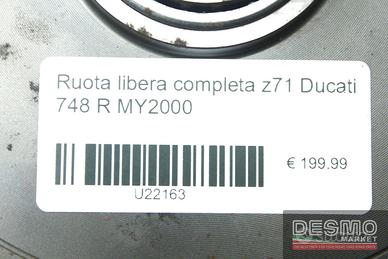 Ruota libera completa z71 Ducati
748 R MY2000
€ 199.99
U22163
DESMO
MARKET